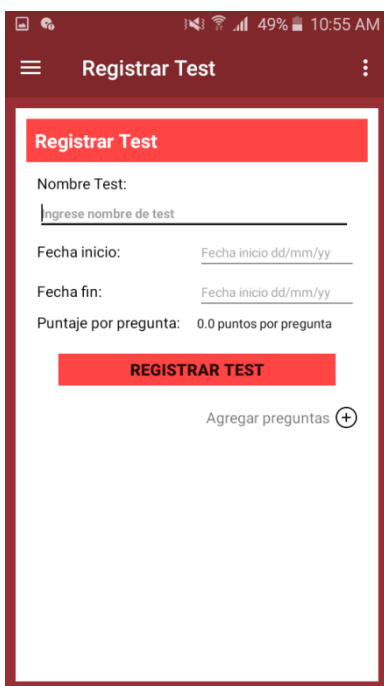 49% 10:55 AM
Registrar Test
Registrar Test
Nombre Test:
Ingrese nombre de test
Fecha inicio: Fecha inicio dd/mm/yy
Fecha fin: Fecha inicio dd/mm/yy
Puntaje por pregunta: 0.0 puntos por pregunta
REGISTRAR TEST
Agregar preguntas